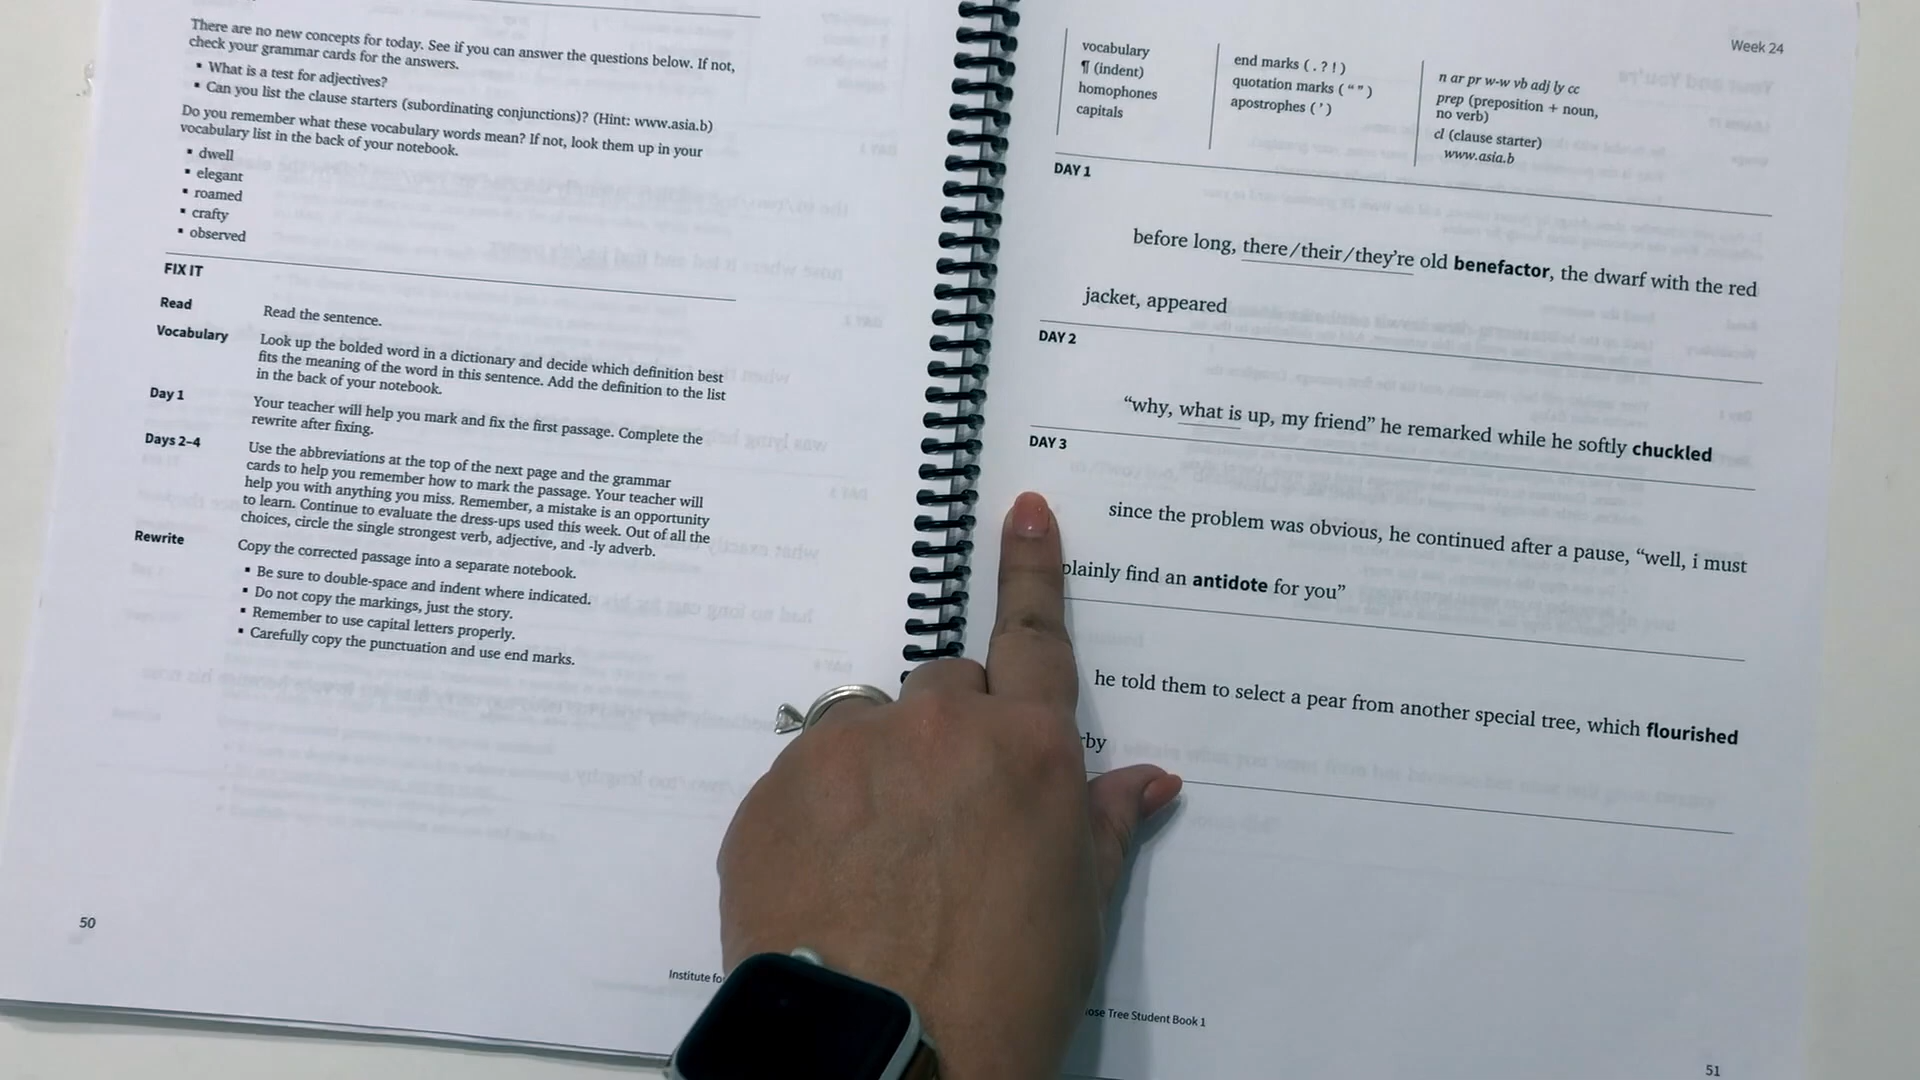 There are no new concepts for today. See if you can answer the questions below. If not,
check your grammar cards for the answers.
▪ What is a test for adjectives?
▪ Can you list the clause starters (subordinating conjunctions)? (Hint: www.asia.b)
Do you remember what these vocabulary words mean? If not, look them up in your
vocabulary list in the back of your notebook.
▪ dwell
▪ elegant
▪ roamed
▪ crafty
▪ observed
FIX IT
Read Read the sentence.
Vocabulary Look up the bolded word in a dictionary and decide which definition best
fits the meaning of the word in this sentence. Add the definition to the list
in the back of your notebook.
Day 1 Your teacher will help you mark and fix the first passage. Complete the
rewrite after fixing.
Days 2–4 Use the abbreviations at the top of the next page and the grammar
cards to help you remember how to mark the passage. Your teacher will
help you with anything you miss. Remember, a mistake is an opportunity
to learn. Continue to evaluate the dress-ups used this week. Out of all the
choices, circle the single strongest verb, adjective, and -ly adverb.
Rewrite Copy the corrected passage into a separate notebook.
▪ Be sure to double-space and indent where indicated.
▪ Do not copy the markings, just the story.
▪ Remember to use capital letters properly.
▪ Carefully copy the punctuation and use end marks.
50
Institute fo
Week 24
vocabulary
¶ (indent)
homophones
capitals
end marks ( . ? ! )
quotation marks ( “ ” )
apostrophes ( ’ )
n ar pr w-w vb adj ly cc
prep (preposition + noun,
no verb)
cl (clause starter)
www.asia.b
DAY 1
before long, there/their/they’re old benefactor, the dwarf with the red
jacket, appeared
DAY 2
“why, what is up, my friend” he remarked while he softly chuckled
DAY 3
since the problem was obvious, he continued after a pause, “well, i must
plainly find an antidote for you”
he told them to select a pear from another special tree, which flourished
rby
ose Tree Student Book 1
51